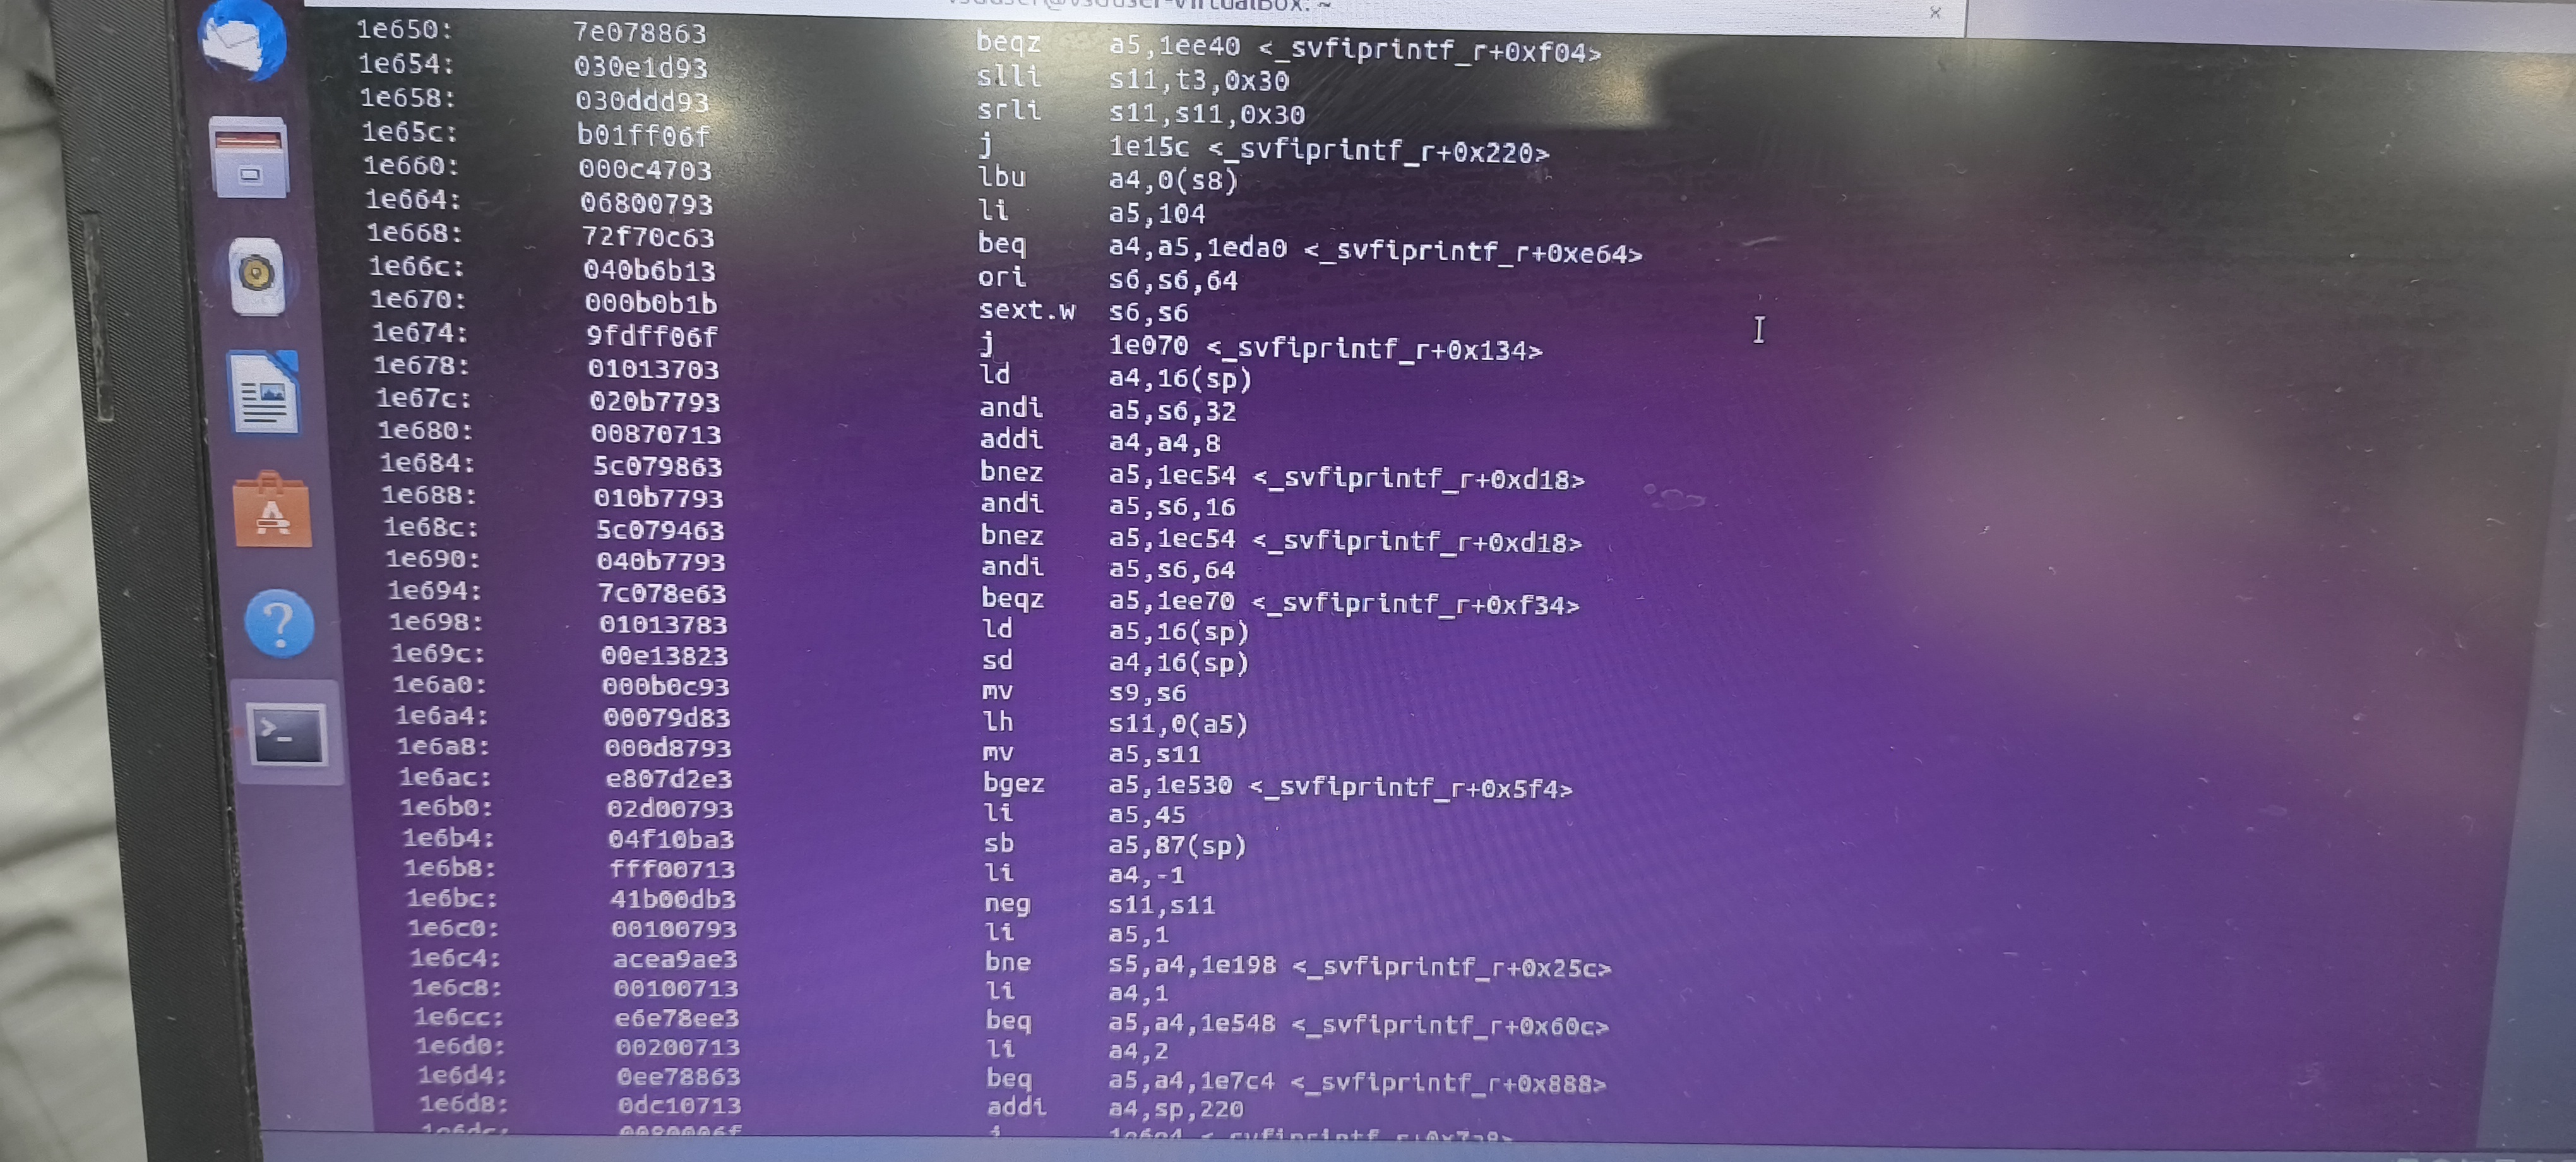 1e650: 7e078863 beqz a5,1ee40 <_svfiprintf_r+0xf04>
1e654: 030e1d93 slli s11,t3,0x30
1e658: 030ddd93 srli s11,s11,0x30
1e65c: b01ff06f j 1e15c <_svfiprintf_r+0x220>
1e660: 000c4703 lbu a4,0(s8)
1e664: 06800793 li a5,104
1e668: 72f70c63 beq a4,a5,1eda0 <_svfiprintf_r+0xe64>
1e66c: 040b6b13 ori s6,s6,64
1e670: 000b0b1b sext.w s6,s6
1e674: 9fdff06f j 1e070 <_svfiprintf_r+0x134>
1e678: 01013703 ld a4,16(sp)
1e67c: 020b7793 andi a5,s6,32
1e680: 00870713 addi a4,a4,8
1e684: 5c079863 bnez a5,1ec54 <_svfiprintf_r+0xd18>
1e688: 010b7793 andi a5,s6,16
1e68c: 5c079463 bnez a5,1ec54 <_svfiprintf_r+0xd18>
1e690: 040b7793 andi a5,s6,64
1e694: 7c078e63 beqz a5,1ee70 <_svfiprintf_r+0xf34>
1e698: 01013783 ld a5,16(sp)
1e69c: 00e13823 sd a4,16(sp)
1e6a0: 000b0c93 mv s9,s6
1e6a4: 00079d83 lh s11,0(a5)
1e6a8: 000d8793 mv a5,s11
1e6ac: e807d2e3 bgez a5,1e530 <_svfiprintf_r+0x5f4>
1e6b0: 02d00793 li a5,45
1e6b4: 04f10ba3 sb a5,87(sp)
1e6b8: fff00713 li a4,-1
1e6bc: 41b00db3 neg s11,s11
1e6c0: 00100793 li a5,1
1e6c4: acea9ae3 bne s5,a4,1e198 <_svfiprintf_r+0x25c>
1e6c8: 00100713 li a4,1
1e6cc: e6e78ee3 beq a5,a4,1e548 <_svfiprintf_r+0x60c>
1e6d0: 00200713 li a4,2
1e6d4: 0ee78863 beq a5,a4,1e7c4 <_svfiprintf_r+0x888>
1e6d8: 0dc10713 addi a4,sp,220